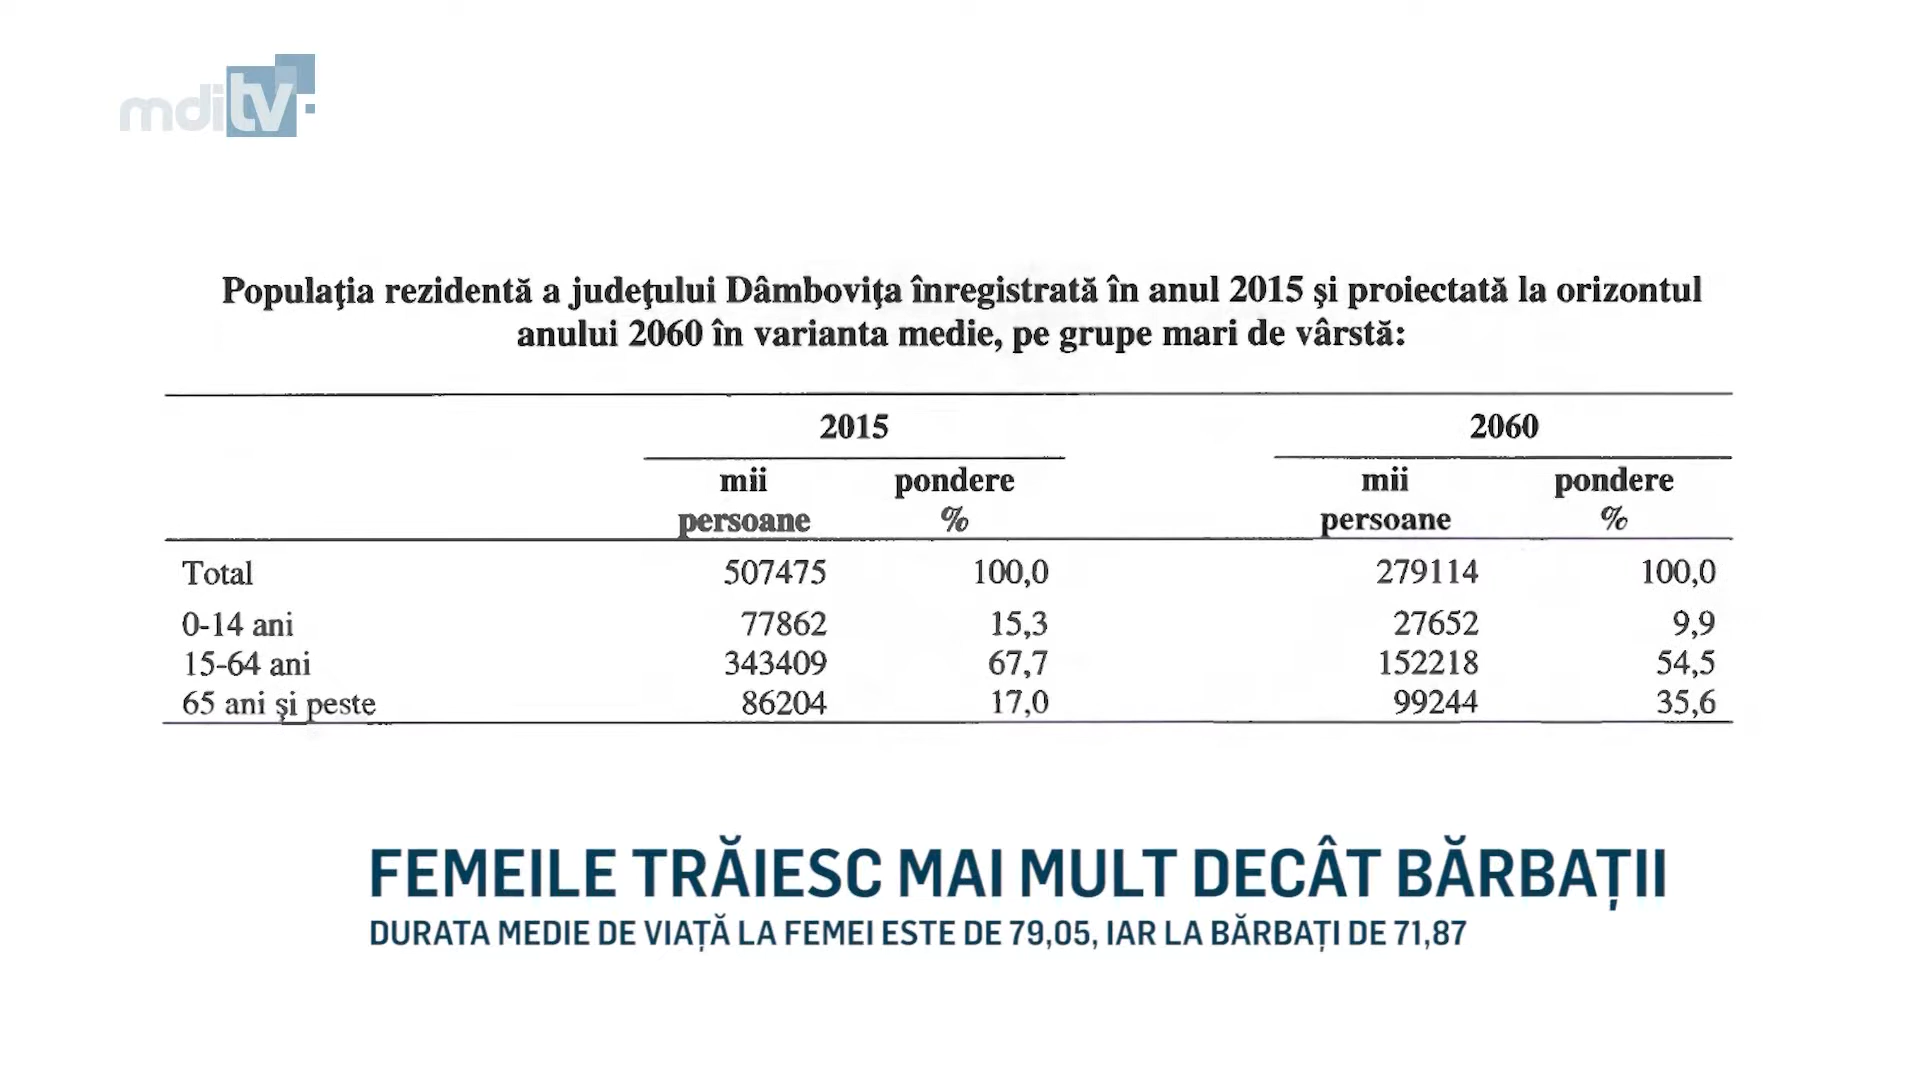 mditv
Populaţia rezidentă a judeţului Dâmboviţa înregistrată în anul 2015 şi proiectată la orizontul
anului 2060 în varianta medie, pe grupe mari de vârstă:
2015 2060
mii pondere mii pondere
persoane % persoane %
Total 507475 100,0 279114 100,0
0-14 ani 77862 15,3 27652 9,9
15-64 ani 343409 67,7 152218 54,5
65 ani şi peste 86204 17,0 99244 35,6
FEMEILE TRĂIESC MAI MULT DECÂT BĂRBAȚII
DURATA MEDIE DE VIAȚĂ LA FEMEI ESTE DE 79,05, IAR LA BĂRBAȚI DE 71,87